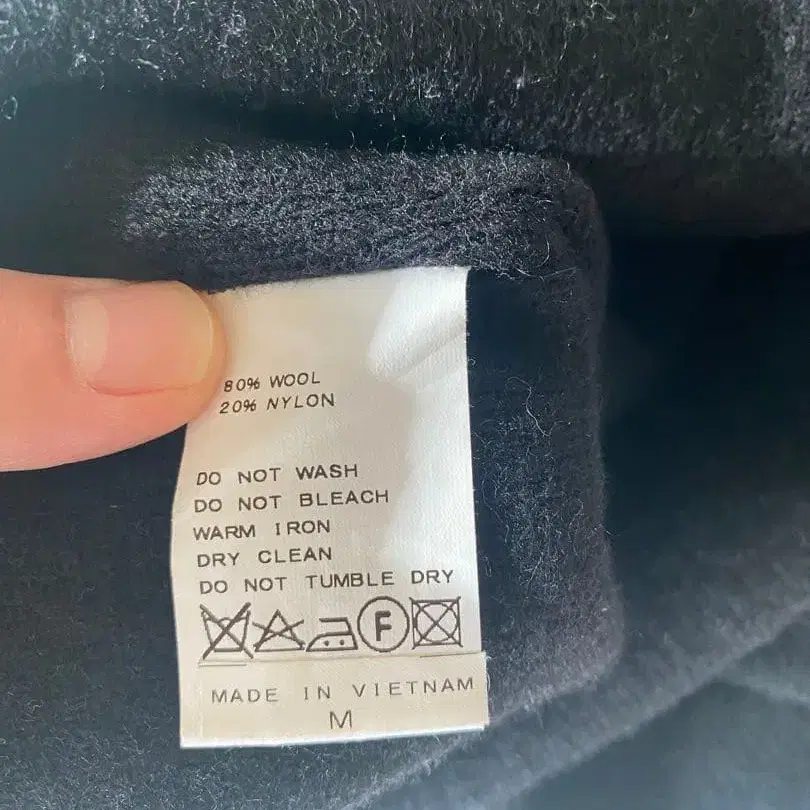 80% WOOL
20% NYLON
DO NOT WASH
DO NOT BLEACH
WARM IRON
DRY CLEAN
DO NOT TUMBLE DRY
F
MADE IN VIETNAM
M